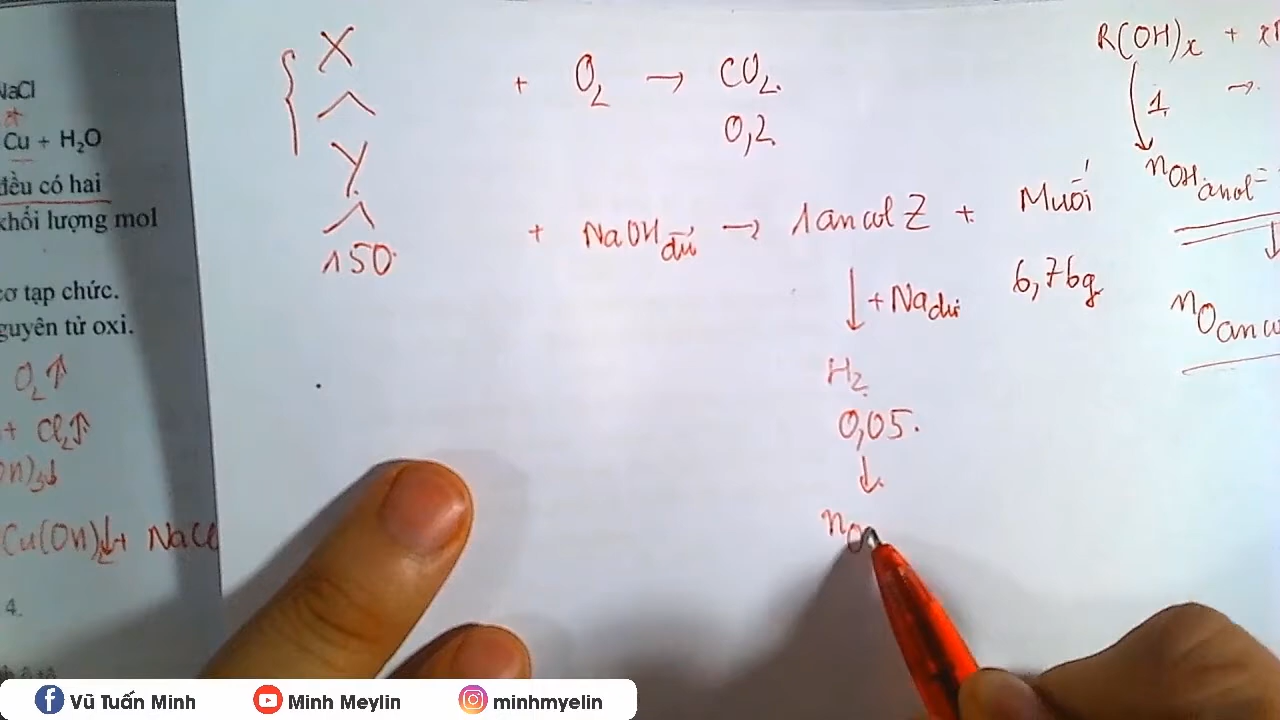 NaCl
Cu + H₂O
đều có hai
khối lượng mol
cơ tạp chức.
guyên tử oxi.
O₂↑
+ Cl₂↑
Cu(OH)↓+ NaCl
4.
X
^
Y
^
150
+ O₂ → CO₂
0,2
+ NaOH dư → 1 ancol Z + Muối
6,76g
↓ + Na dư
H₂
0,05.
↓
nO
R(OH)x +
1 →
nOH ancol =
nO anco
Vũ Tuấn Minh
Minh Meylin
minhmyelin